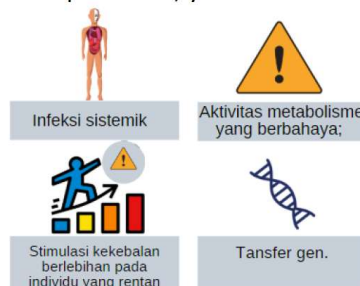 Infeksi sistemik
Aktivitas metabolisme
yang berbahaya;
Stimulasi kekebalan
berlebihan pada
individu yang rentan
Tansfer gen.